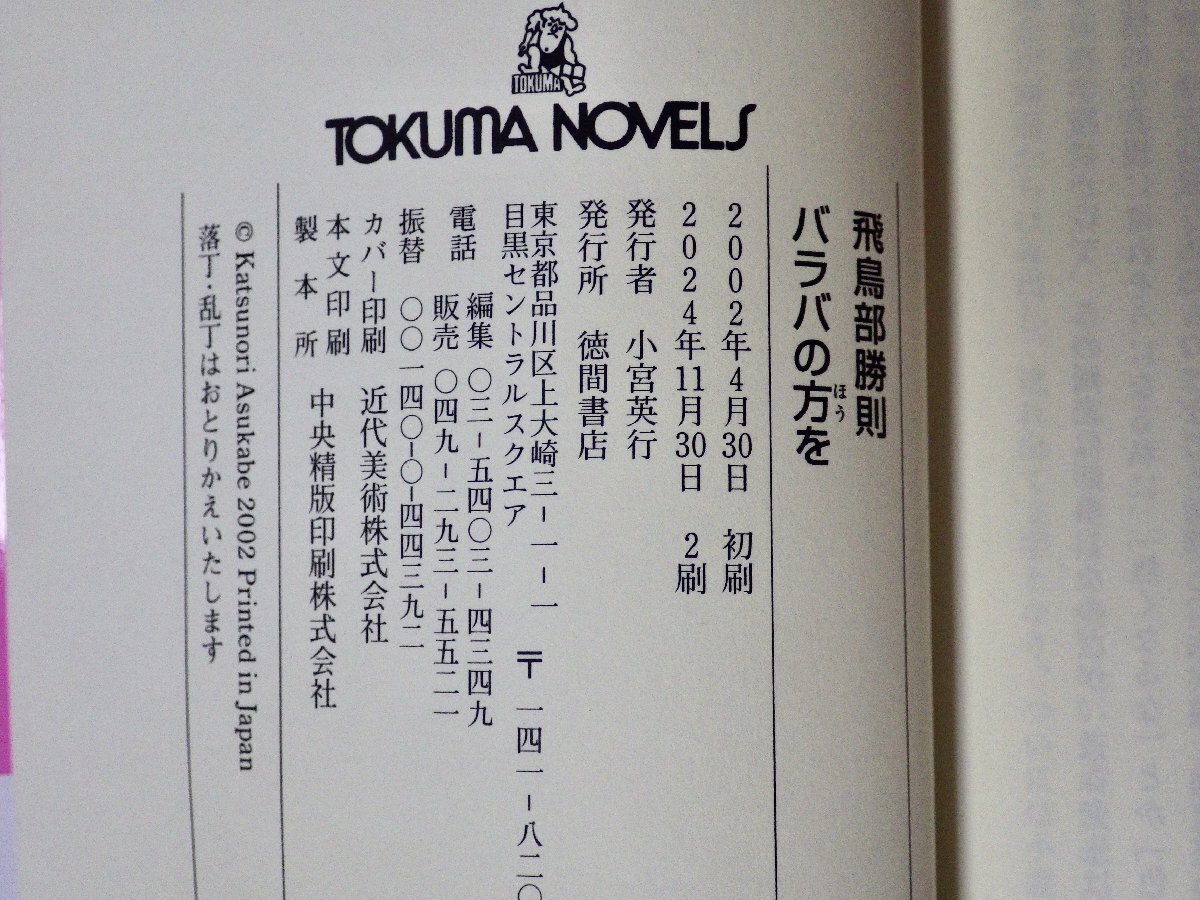 TOKUMA
TOKUMA NOVELS
飛鳥部勝則
バラバの方を
ほう
2002年4月30日 初刷
2024年11月30日 2刷
発行者 小宮英行
発行所 徳間書店
東京都品川区上大崎三-一-一
目黒セントラルスクエア 〒一四一-八二〇
電話 編集 〇三-五四〇三-四三四九
販売 〇四九-二九三-五五二一
振替 〇〇一四〇-〇-四四三九二
カバー印刷 近代美術株式会社
本文印刷
製本所 中央精版印刷株式会社
© Katsunori Asukabe 2002 Printed in Japan
落丁・乱丁はおとりかえいたします